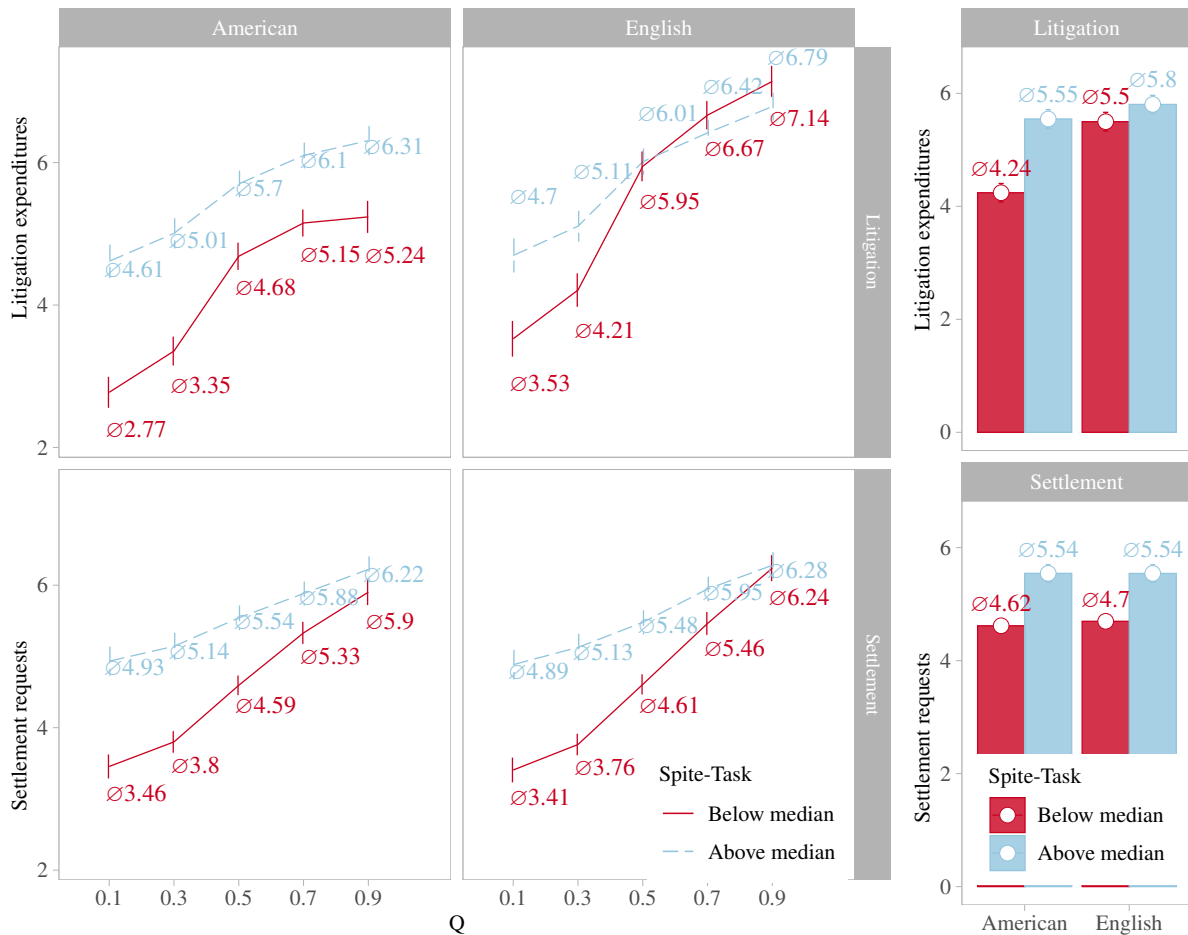 American
English
Litigation expenditures
6
4
2
∅4.61
∅5.01
∅5.7
∅6.1
∅6.31
∅2.77
∅3.35
∅4.68
∅5.15
∅5.24
∅4.7
∅5.11
∅6.01
∅6.42
∅6.79
∅3.53
∅4.21
∅5.95
∅6.67
∅7.14
Litigation
Settlement requests
6
4
2
∅4.93
∅5.14
∅5.54
∅5.88
∅6.22
∅3.46
∅3.8
∅4.59
∅5.33
∅5.9
∅4.89
∅5.13
∅5.48
∅5.95
∅6.28
∅3.41
∅3.76
∅4.61
∅5.46
∅6.24
Settlement
Spite-Task
Below median
Above median
0.1 0.3 0.5 0.7 0.9
0.1 0.3 0.5 0.7 0.9
Q
Litigation
Litigation expenditures
6
4
2
0
∅4.24
∅5.55
∅5.5
∅5.8
Settlement
Settlement requests
6
4
2
0
∅4.62
∅5.54
∅4.7
∅5.54
Spite-Task
Below median
Above median
American
English